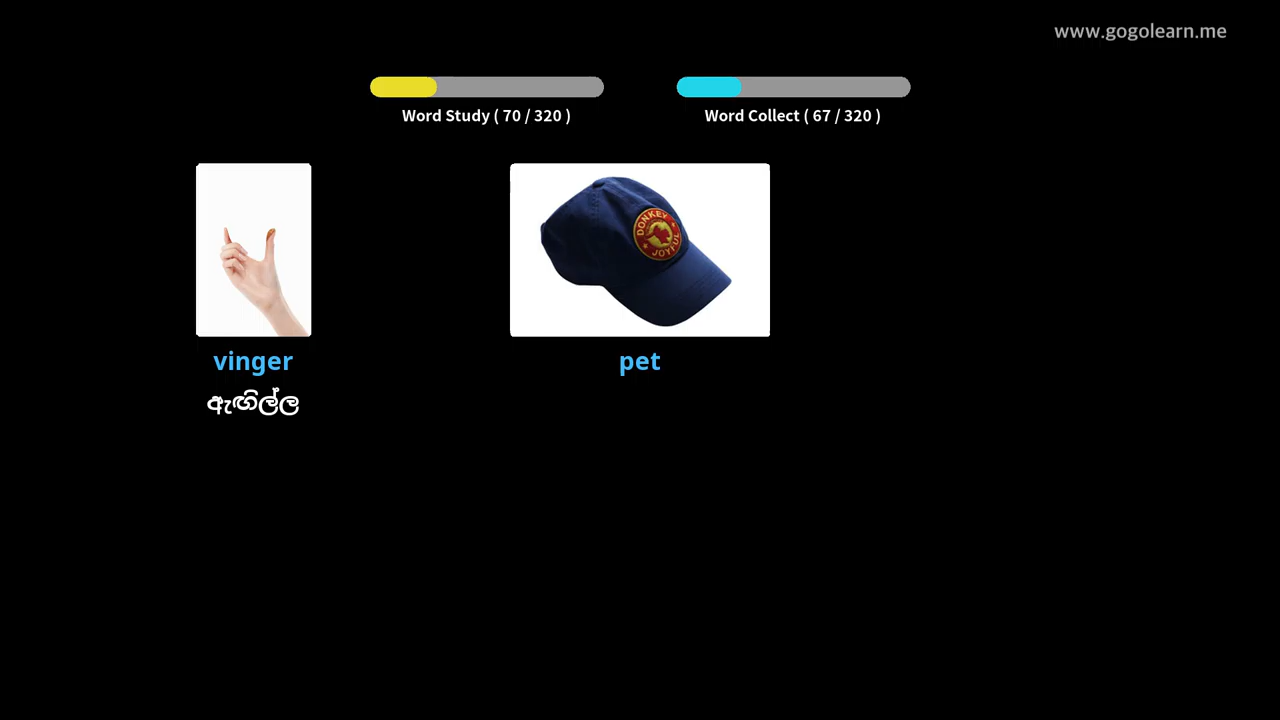 www.gogolearn.me
Word Study ( 70 / 320 )
Word Collect ( 67 / 320 )
DONKEY
JOYFUL
vinger
pet
ඇඟිල්ල